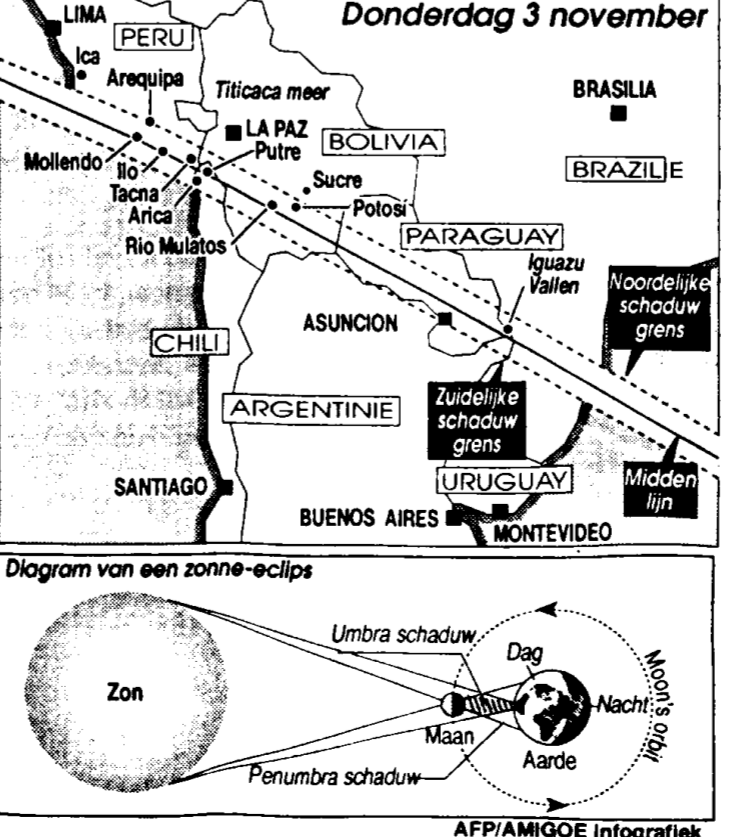 Donderdag 3 november
LIMA
PERU
Ica
Arequipa
Titicaca meer
BRASILIA
LA PAZ
BOLIVIA
Putre
Mollendo
Ilo
BRAZILIE
Tacna
Sucre
Arica
Potosi
Rio Mulatos
PARAGUAY
Iguazu
Vallen
Noordelijke
schaduw
grens
ASUNCION
CHILI
ARGENTINIE
Zuidelijke
schaduw
grens
SANTIAGO
URUGUAY
Midden
lijn
BUENOS AIRES
MONTEVIDEO
Diagram van een zonne-eclips
Umbra schaduw
Dag
Zon
Nacht
Moon's orbit
Maan
Aarde
Penumbra schaduw
AFP/AMIGOE infografiek